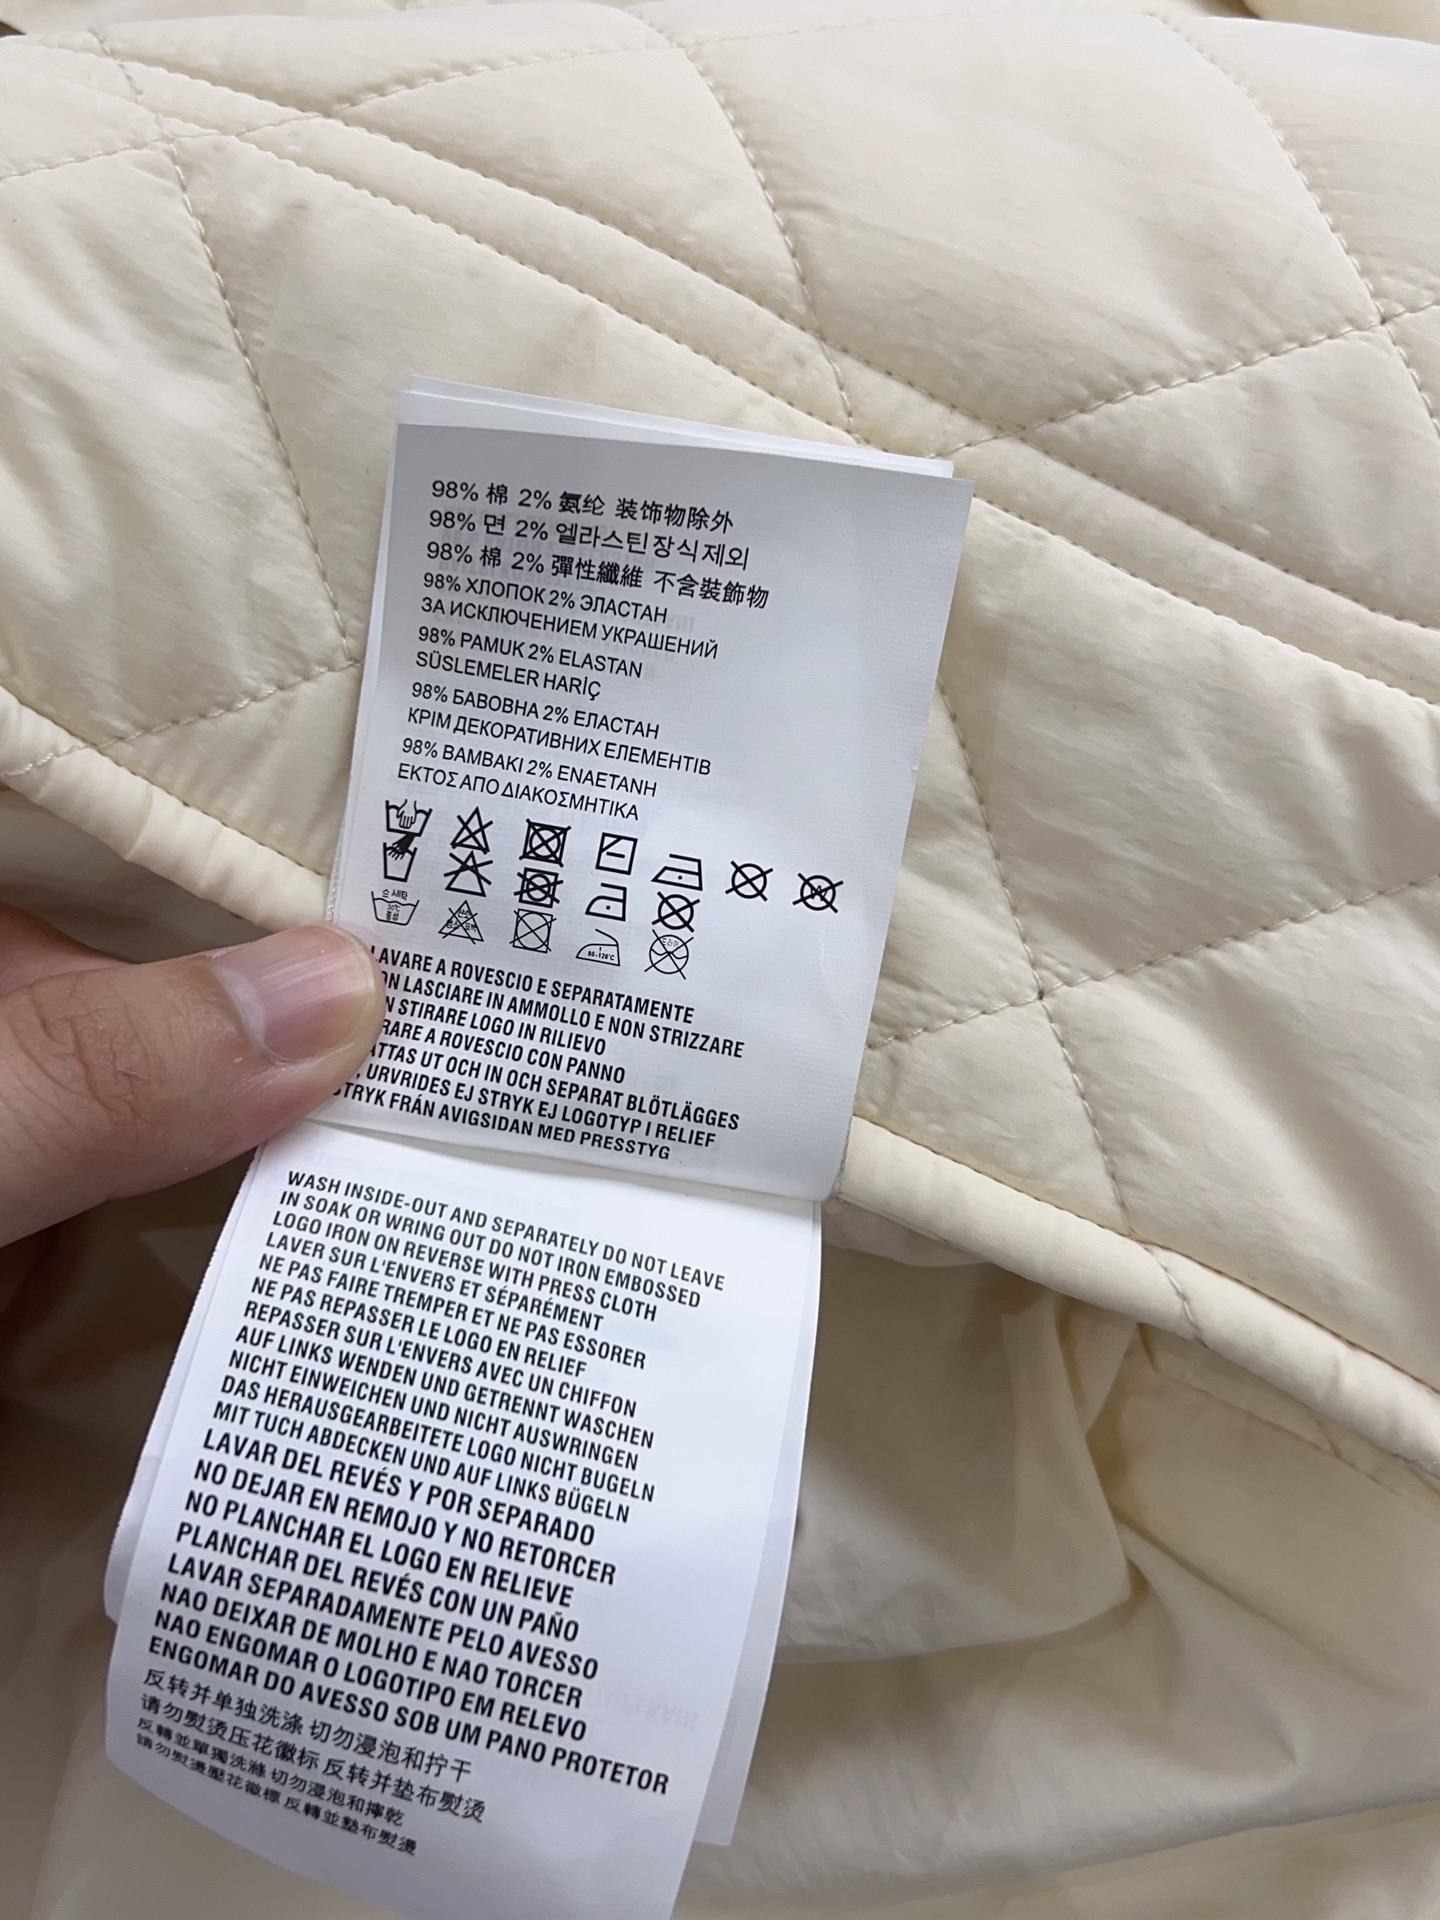 98% 棉 2% 氨纶 装饰物除外
98% 면 2% 엘라스틴 장식 제외
98% 棉 2% 彈性纖維 不含裝飾物
98% ХЛОПОК 2% ЭЛАСТАН
ЗА ИСКЛЮЧЕНИЕМ УКРАШЕНИЙ
98% PAMUK 2% ELASTAN
SÜSLEMELER HARİÇ
98% БАВОВНА 2% ЕЛАСТАН
КРІМ ДЕКОРАТИВНИХ ЕЛЕМЕНТІВ
98% ΒΑΜΒΑΚΙ 2% ΕΝΑΕΤΑΝΗ
ΕΚΤΟΣ ΑΠΟ ΔΙΑΚΟΣΜΗΤΙΚΑ
손 세탁
30℃
중성
80-120℃
LAVARE A ROVESCIO E SEPARATAMENTE
ON LASCIARE IN AMMOLLO E NON STRIZZARE
N STIRARE LOGO IN RILIEVO
RARE A ROVESCIO CON PANNO
ATTAS UT OCH IN OCH SEPARAT BLÖTLÄGGES
, URVRIDES EJ STRYK EJ LOGOTYP I RELIEF
STRYK FRÅN AVIGSIDAN MED PRESSTYG
WASH INSIDE-OUT AND SEPARATELY DO NOT LEAVE
IN SOAK OR WRING OUT DO NOT IRON EMBOSSED
LOGO IRON ON REVERSE WITH PRESS CLOTH
LAVER SUR L'ENVERS ET SÉPARÉMENT
NE PAS FAIRE TREMPER ET NE PAS ESSORER
NE PAS REPASSER LE LOGO EN RELIEF
REPASSER SUR L'ENVERS AVEC UN CHIFFON
AUF LINKS WENDEN UND GETRENNT WASCHEN
NICHT EINWEICHEN UND NICHT AUSWRINGEN
DAS HERAUSGEARBEITETE LOGO NICHT BUGELN
MIT TUCH ABDECKEN UND AUF LINKS BÜGELN
LAVAR DEL REVÉS Y POR SEPARADO
NO DEJAR EN REMOJO Y NO RETORCER
NO PLANCHAR EL LOGO EN RELIEVE
PLANCHAR DEL REVÉS CON UN PAÑO
LAVAR SEPARADAMENTE PELO AVESSO
NAO DEIXAR DE MOLHO E NAO TORCER
NAO ENGOMAR O LOGOTIPO EM RELEVO
ENGOMAR DO AVESSO SOB UM PANO PROTETOR
反转并单独洗涤 切勿浸泡和拧干
请勿熨烫压花徽标 反转并垫布熨烫
反轉並單獨洗滌 切勿浸泡和擰乾
請勿熨燙壓花徽標 反轉並墊布熨燙